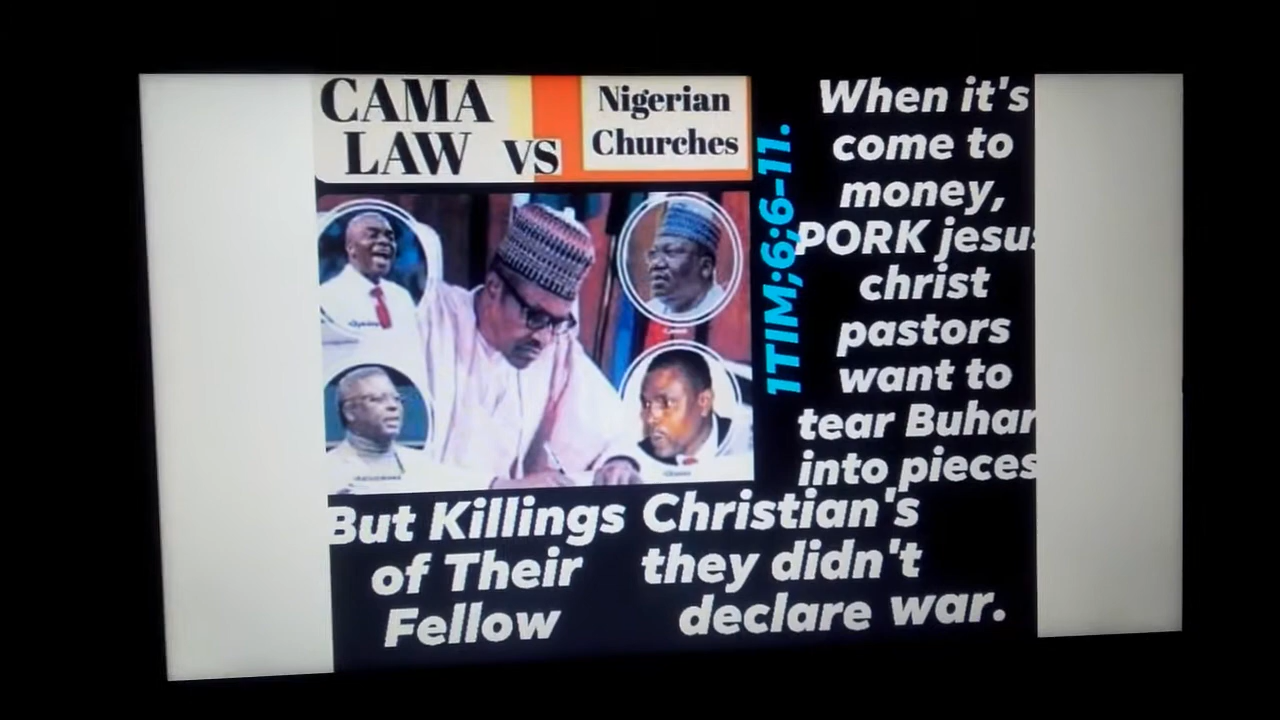 CAMA
LAW VS
Nigerian
Churches
1TIM;6;6-11.
When it's
come to
money,
PORK jesus
christ
pastors
want to
tear Buhar
into pieces
But Killings Christian's
of Their they didn't
Fellow declare war.